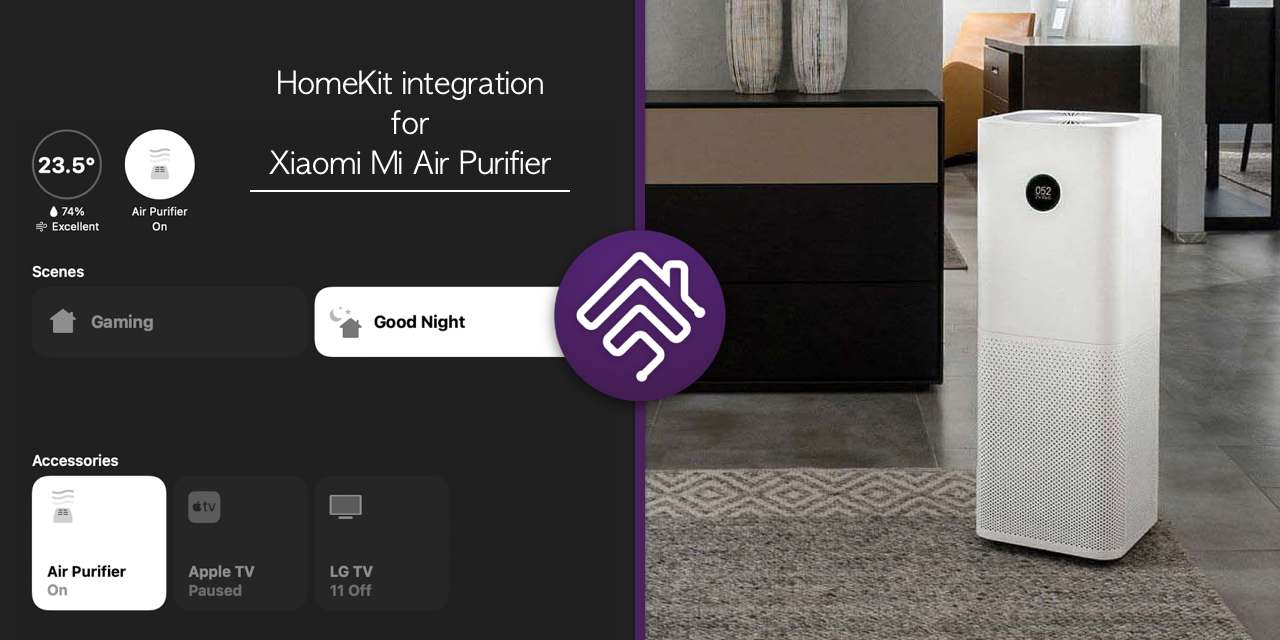 HomeKit integration
for
Xiaomi Mi Air Purifier
23.5°
74%
Excellent
Air Purifier
On
Scenes
Gaming
Good Night
Accessories
Air Purifier
On
tv
Apple TV
Paused
LG TV
11 Off
052